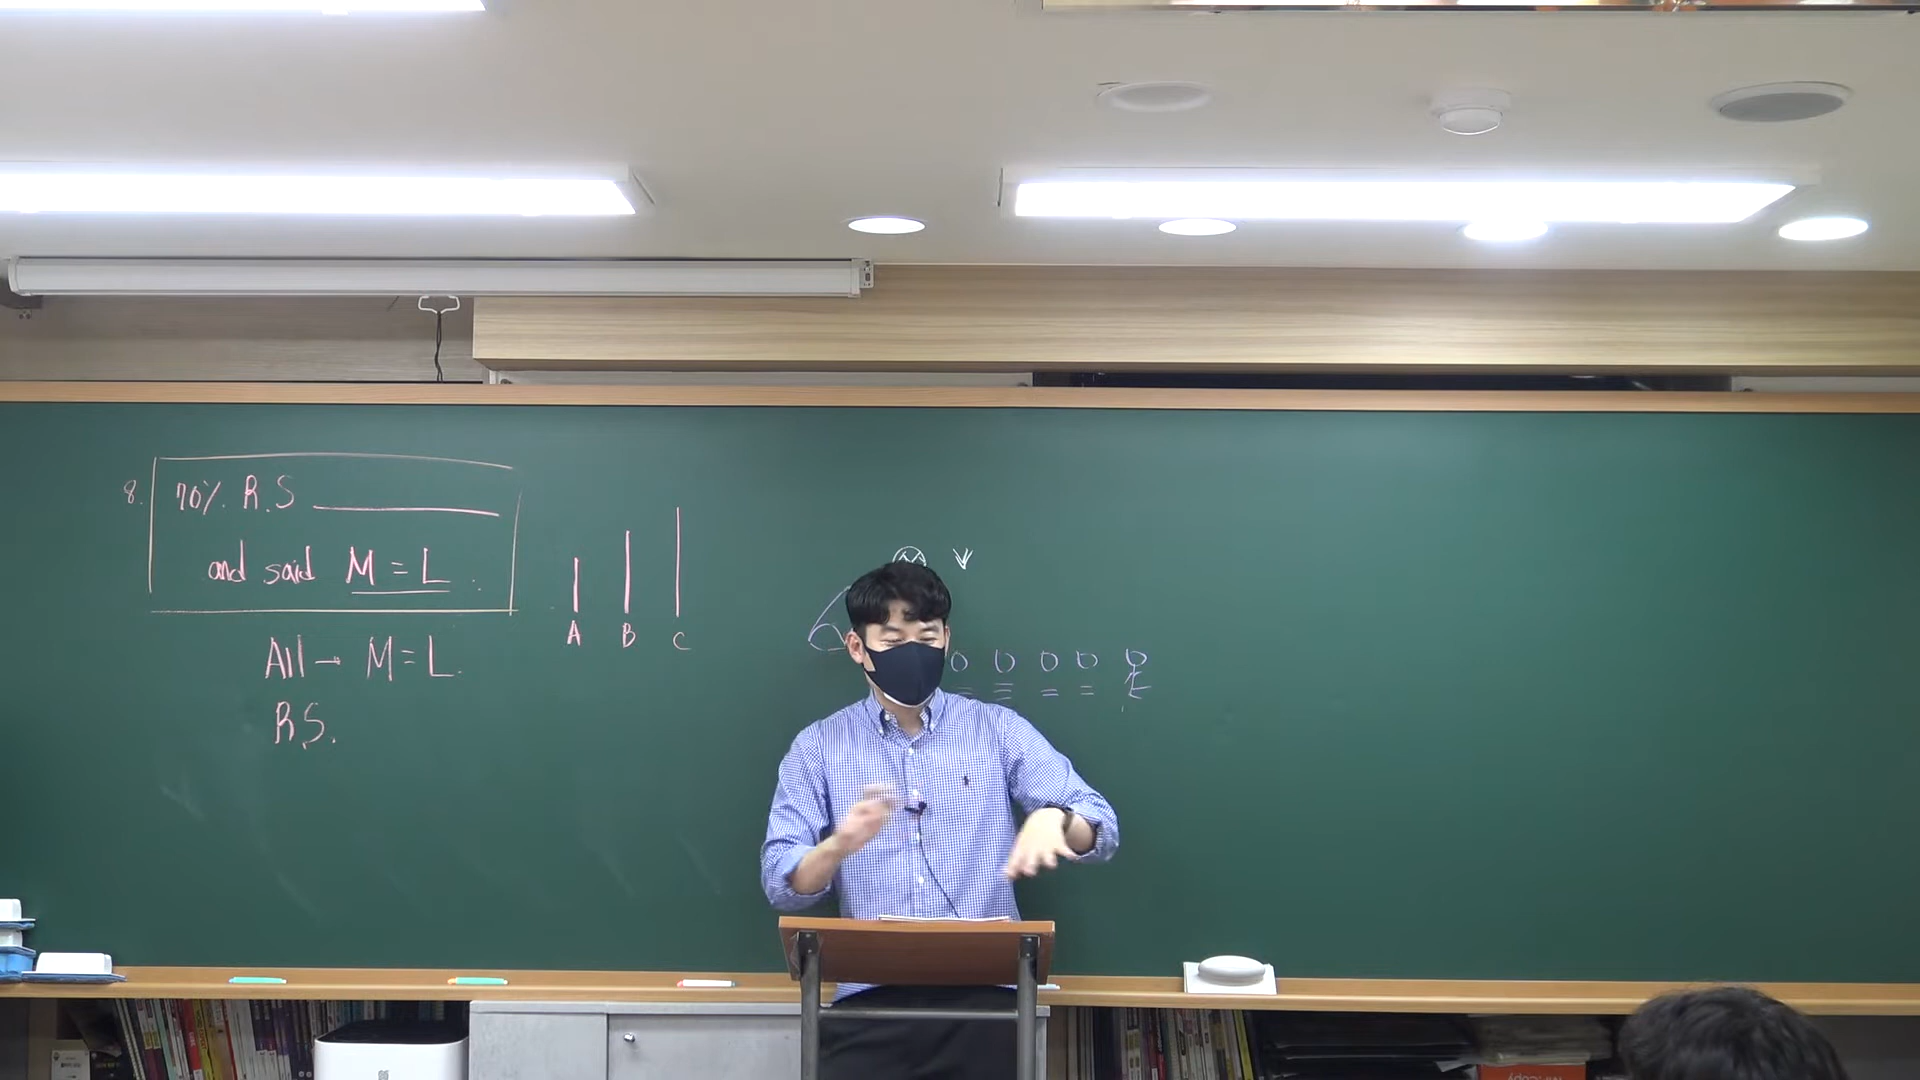 8. 70% R.S
and said M = L.
All → M = L.
R.S.
A B C